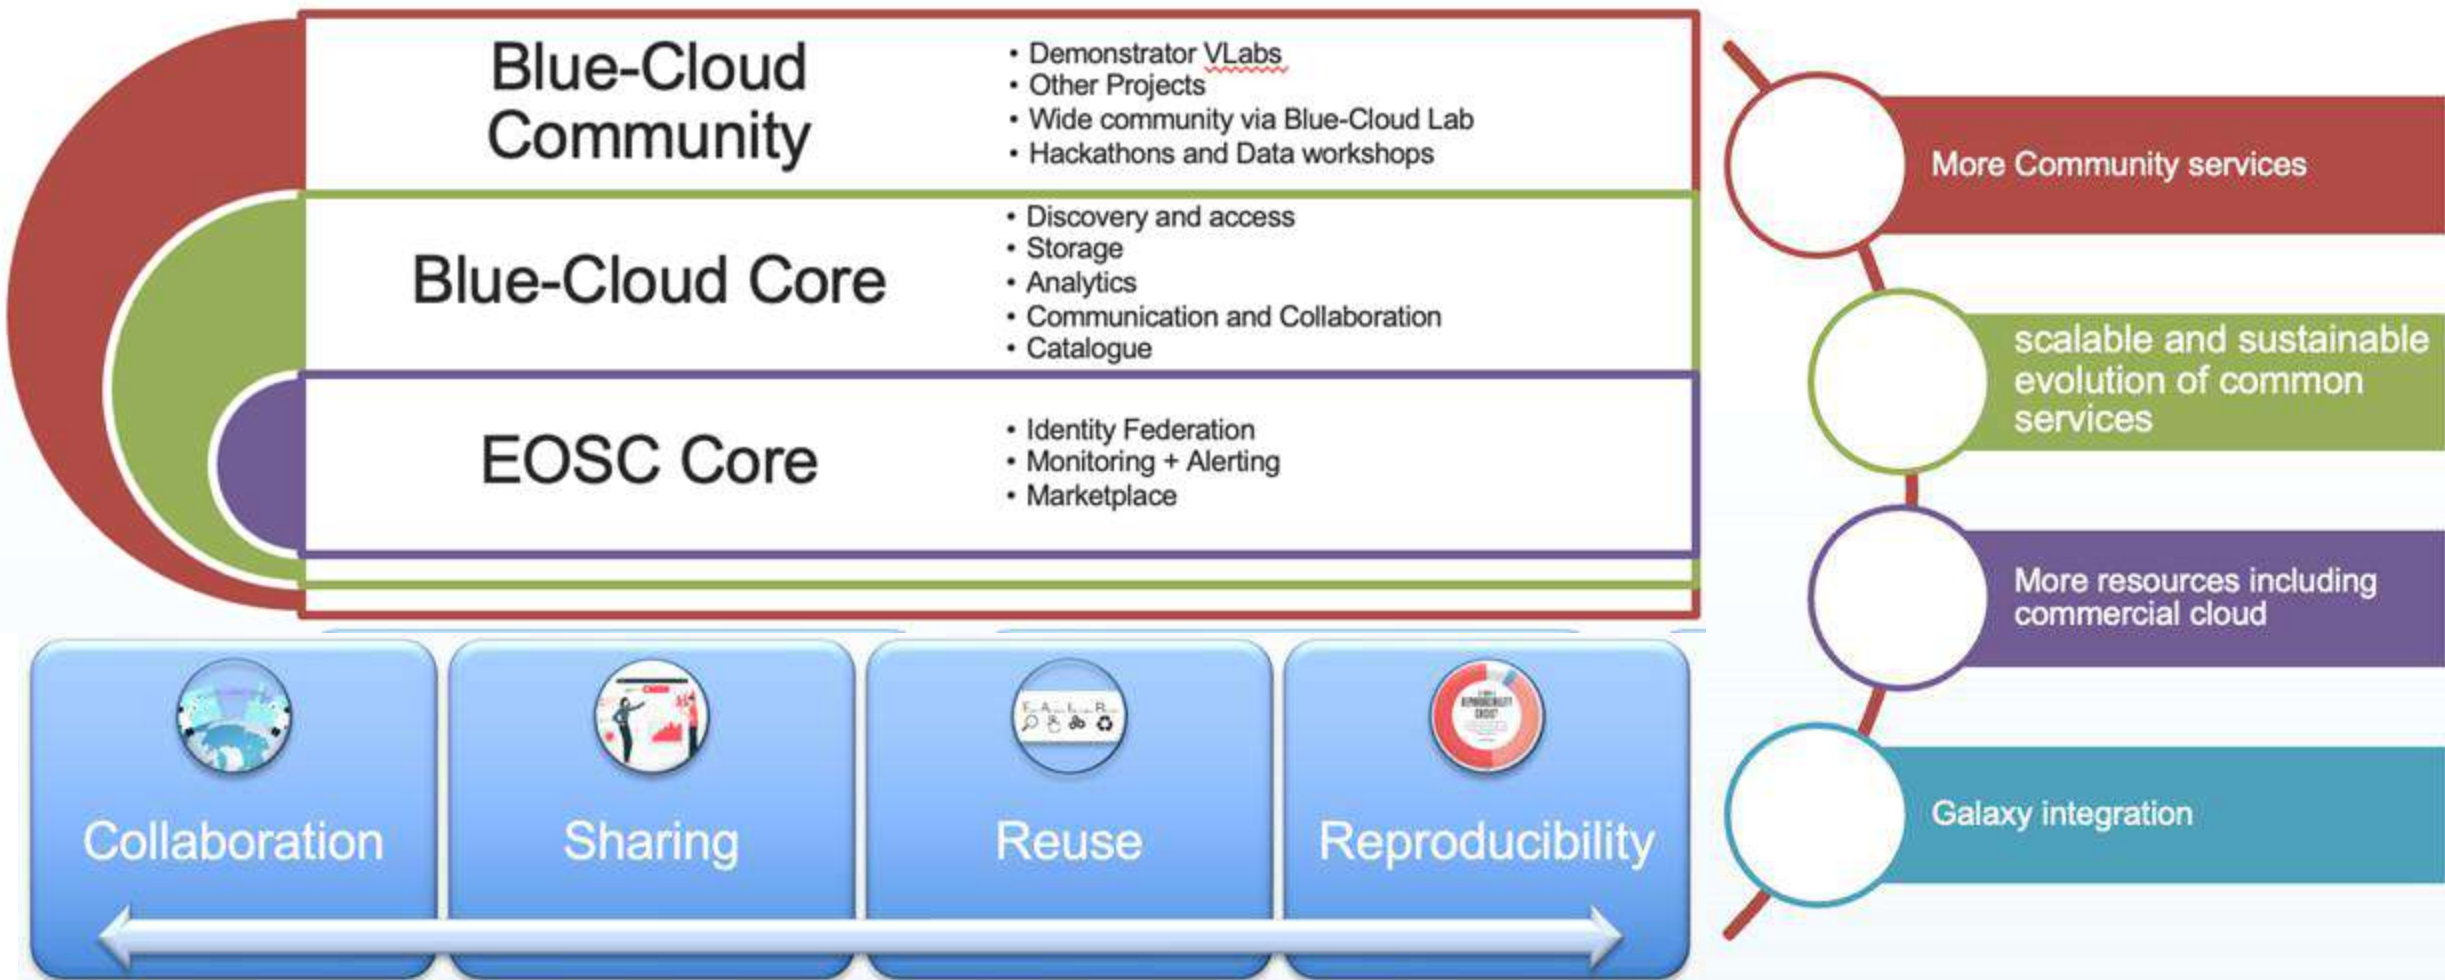 Blue-Cloud
Community
• Demonstrator VLabs
• Other Projects
• Wide community via Blue-Cloud Lab
• Hackathons and Data workshops
Blue-Cloud Core
• Discovery and access
• Storage
• Analytics
• Communication and Collaboration
• Catalogue
EOSC Core
• Identity Federation
• Monitoring + Alerting
• Marketplace
More Community services
scalable and sustainable
evolution of common
services
More resources including
commercial cloud
Galaxy integration
F A I R
REPRODUCIBILITY
CRISIS?
Collaboration
Sharing
Reuse
Reproducibility